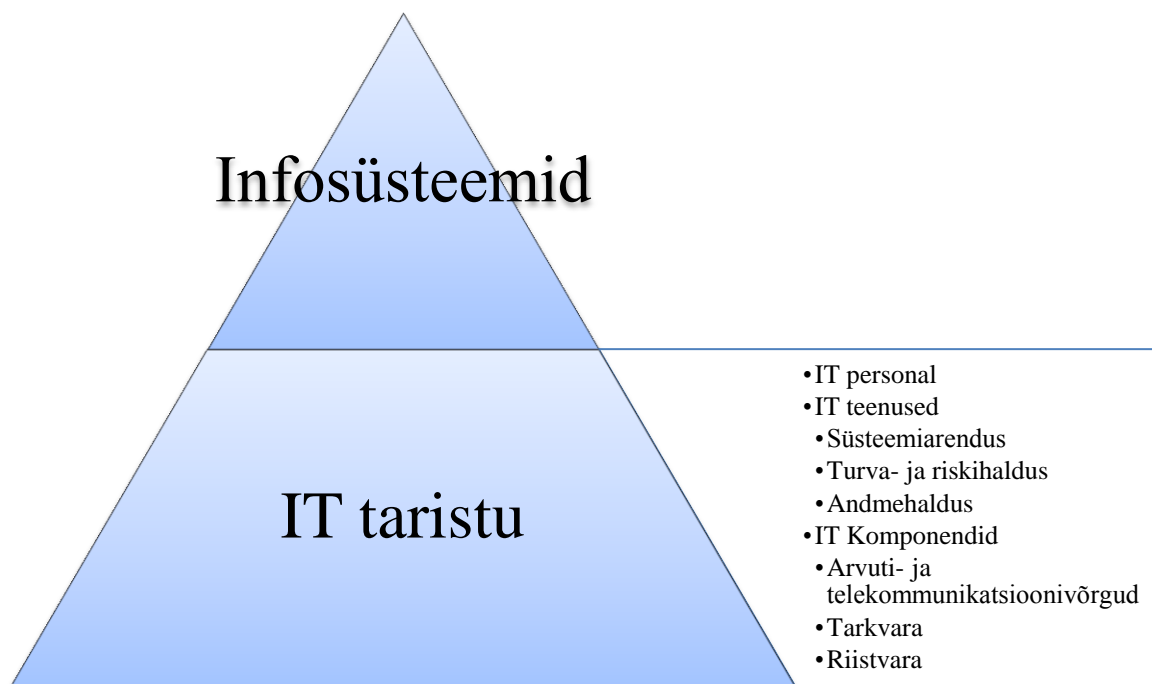 Infosüsteemid
IT taristu
•IT personal
•IT teenused
•Süsteemiarendus
•Turva- ja riskihaldus
•Andmehaldus
•IT Komponendid
•Arvuti- ja
telekommunikatsioonivõrgud
•Tarkvara
•Riistvara